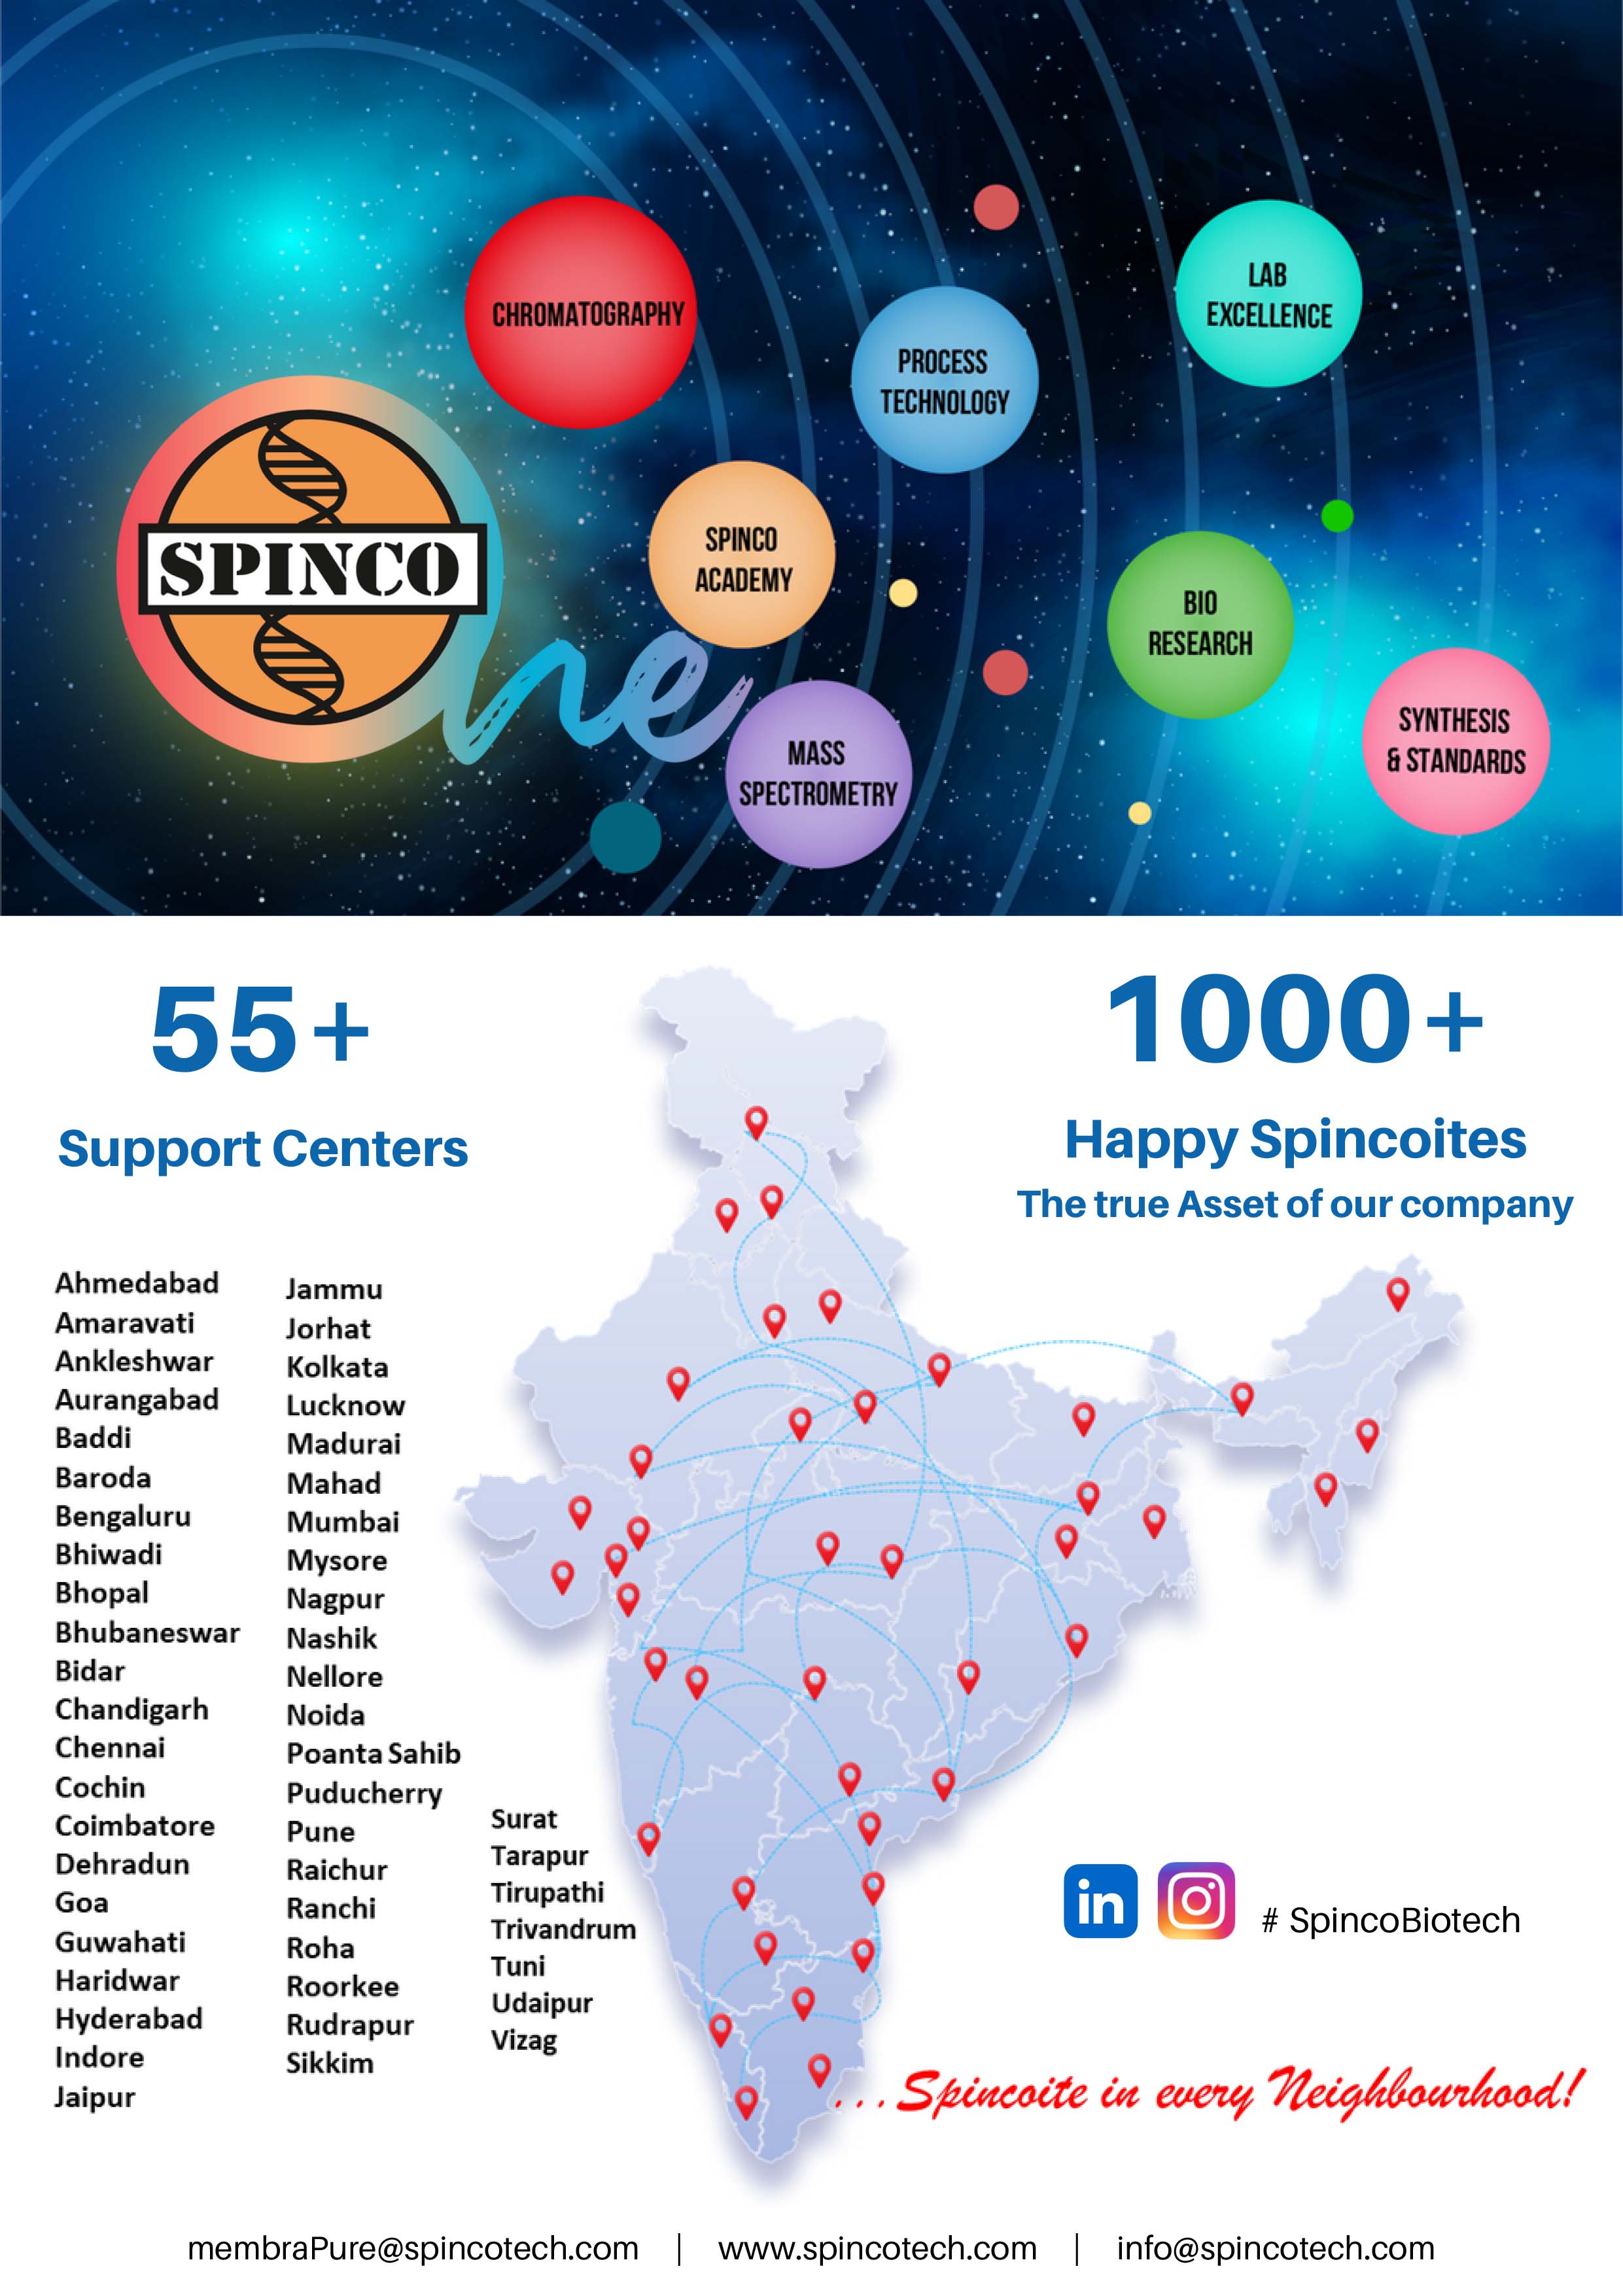 CHROMATOGRAPHY
PROCESS
TECHNOLOGY
LAB
EXCELLENCE
SPINCO
ne
SPINCO
ACADEMY
BIO
RESEARCH
MASS
SPECTROMETRY
SYNTHESIS
& STANDARDS
55+
Support Centers
1000+
Happy Spincoites
The true Asset of our company
Ahmedabad
Amaravati
Ankleshwar
Aurangabad
Baddi
Baroda
Bengaluru
Bhiwadi
Bhopal
Bhubaneswar
Bidar
Chandigarh
Chennai
Cochin
Coimbatore
Dehradun
Goa
Guwahati
Haridwar
Hyderabad
Indore
Jaipur
Jammu
Jorhat
Kolkata
Lucknow
Madurai
Mahad
Mumbai
Mysore
Nagpur
Nashik
Nellore
Noida
Poanta Sahib
Puducherry
Pune
Raichur
Ranchi
Roha
Roorkee
Rudrapur
Sikkim
Surat
Tarapur
Tirupathi
Trivandrum
Tuni
Udaipur
Vizag
in
# SpincoBiotech
...Spincoite in every Neighbourhood!
membraPure@spincotech.com | www.spincotech.com | info@spincotech.com